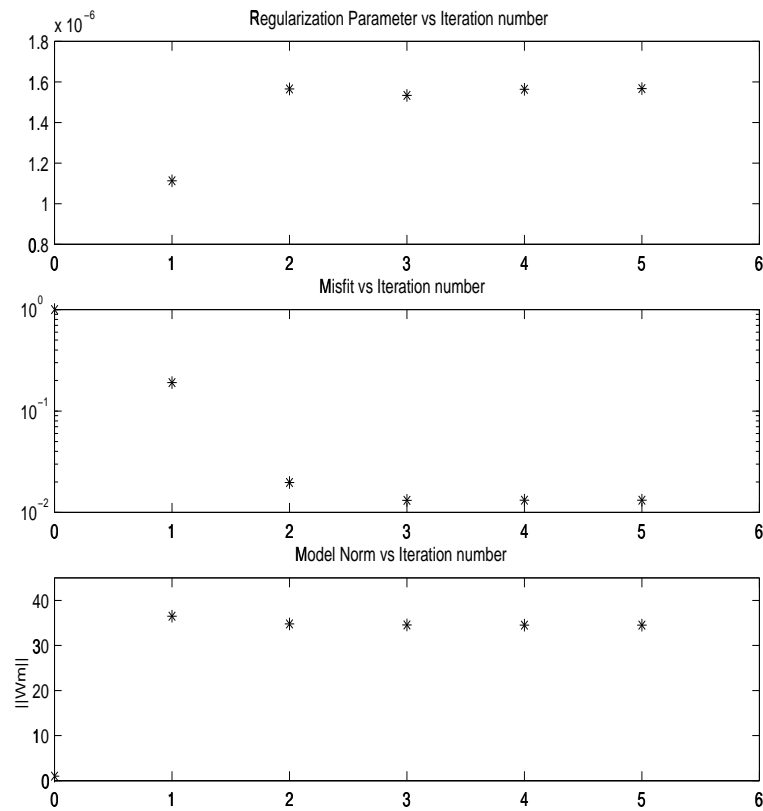 Regularization Parameter vs Iteration number
x 10^-6
1.8
1.6
1.4
1.2
1
0.8
0 1 2 3 4 5 6
Misfit vs Iteration number
10^0
10^-1
10^-2
0 1 2 3 4 5 6
Model Norm vs Iteration number
||Wm||
40
30
20
10
0
0 1 2 3 4 5 6